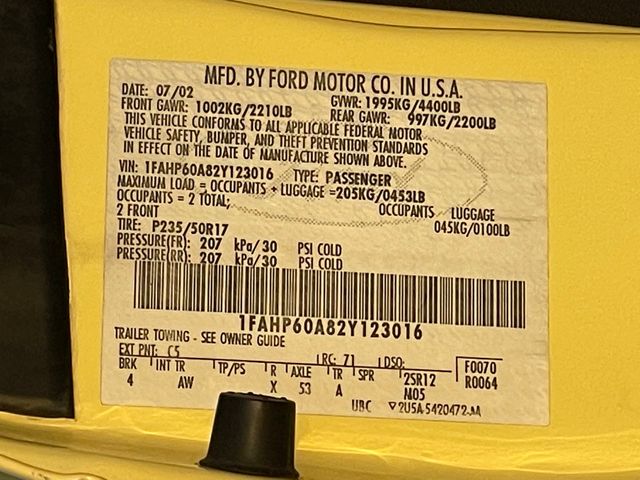 MFD. BY FORD MOTOR CO. IN U.S.A.
DATE: 07/02 GVWR: 1995KG/4400LB
FRONT GAWR: 1002KG/2210LB REAR GAWR: 997KG/2200LB
THIS VEHICLE CONFORMS TO ALL APPLICABLE FEDERAL MOTOR
VEHICLE SAFETY, BUMPER, AND THEFT PREVENTION STANDARDS
IN EFFECT ON THE DATE OF MANUFACTURE SHOWN ABOVE.
VIN: 1FAHP60A82Y123016 TYPE: PASSENGER
MAXIMUM LOAD = OCCUPANTS + LUGGAGE = 205KG/0453LB
OCCUPANTS = 2 TOTAL; OCCUPANTS LUGGAGE
2 FRONT 045KG/0100LB
TIRE: P235/50R17
PRESSURE(FR): 207 kPa/30 PSI COLD
PRESSURE(RR): 207 kPa/30 PSI COLD
1FAHP60A82Y123016
TRAILER TOWING - SEE OWNER GUIDE
EXT PNT: C5 RC: 71 DSO: F0070
BRK INT TR TP/PS R AXLE TR SPR 2SR12 R0064
4 AW X 53 A M05
UBC ▽2U5A-5420472-AA